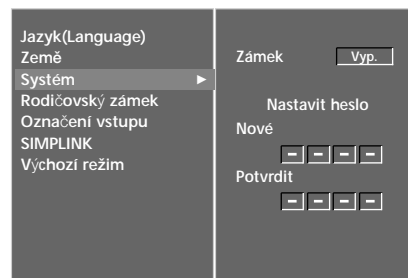 Jazyk(Language)
Země
Systém ►
Rodičovský zámek
Označení vstupu
SIMPLINK
Výchozí režim
Zámek Vyp.
Nastavit heslo
Nové
– – – –
Potvrdit
– – – –